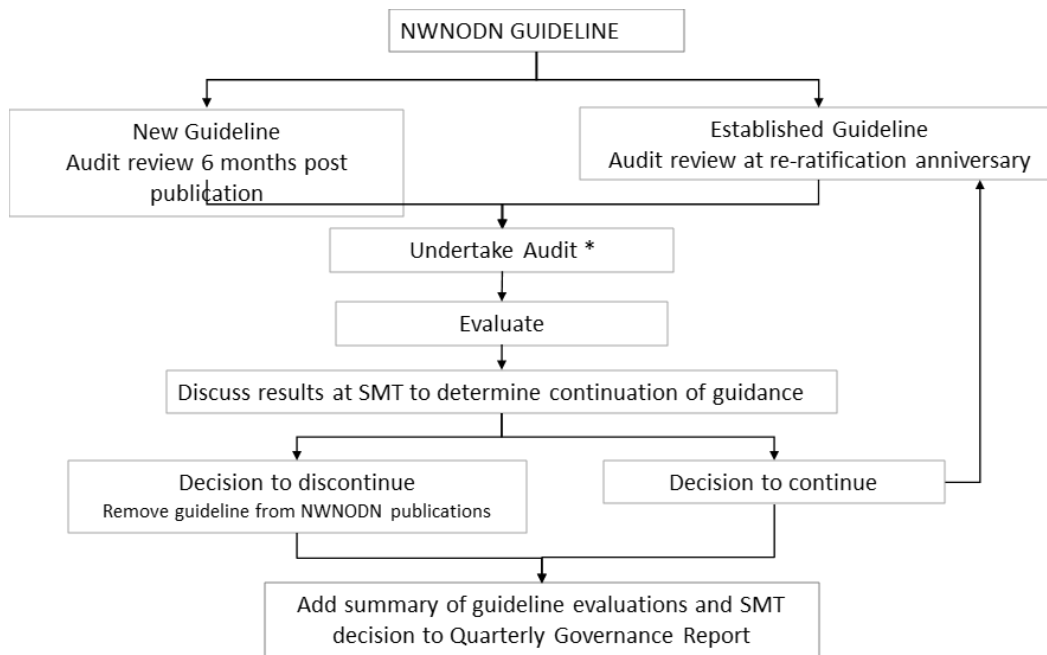 NWNODN GUIDELINE
New Guideline
Audit review 6 months post
publication
Established Guideline
Audit review at re-ratification anniversary
Undertake Audit *
Evaluate
Discuss results at SMT to determine continuation of guidance
Decision to discontinue
Remove guideline from NWNODN publications
Decision to continue
Add summary of guideline evaluations and SMT
decision to Quarterly Governance Report